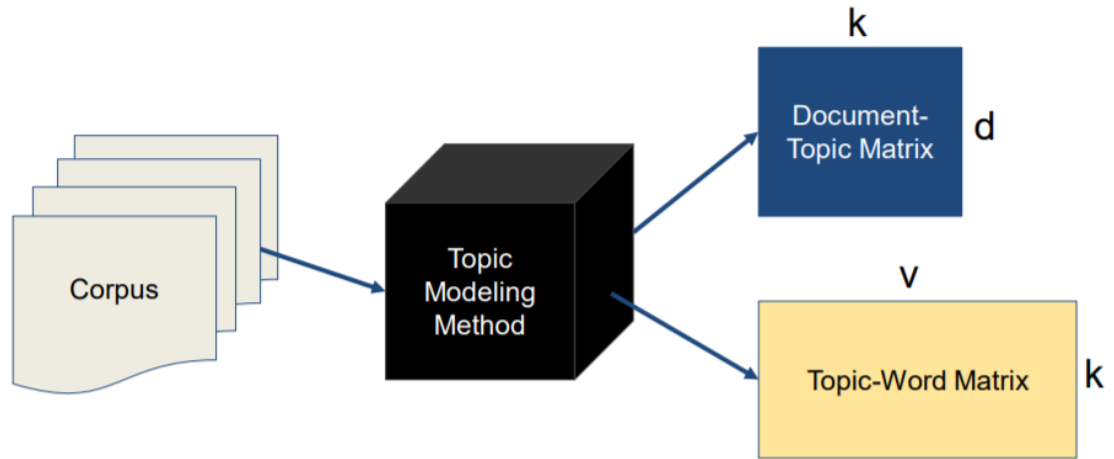 k
Document-
Topic Matrix
d
Corpus
Topic
Modeling
Method
v
Topic-Word Matrix
k